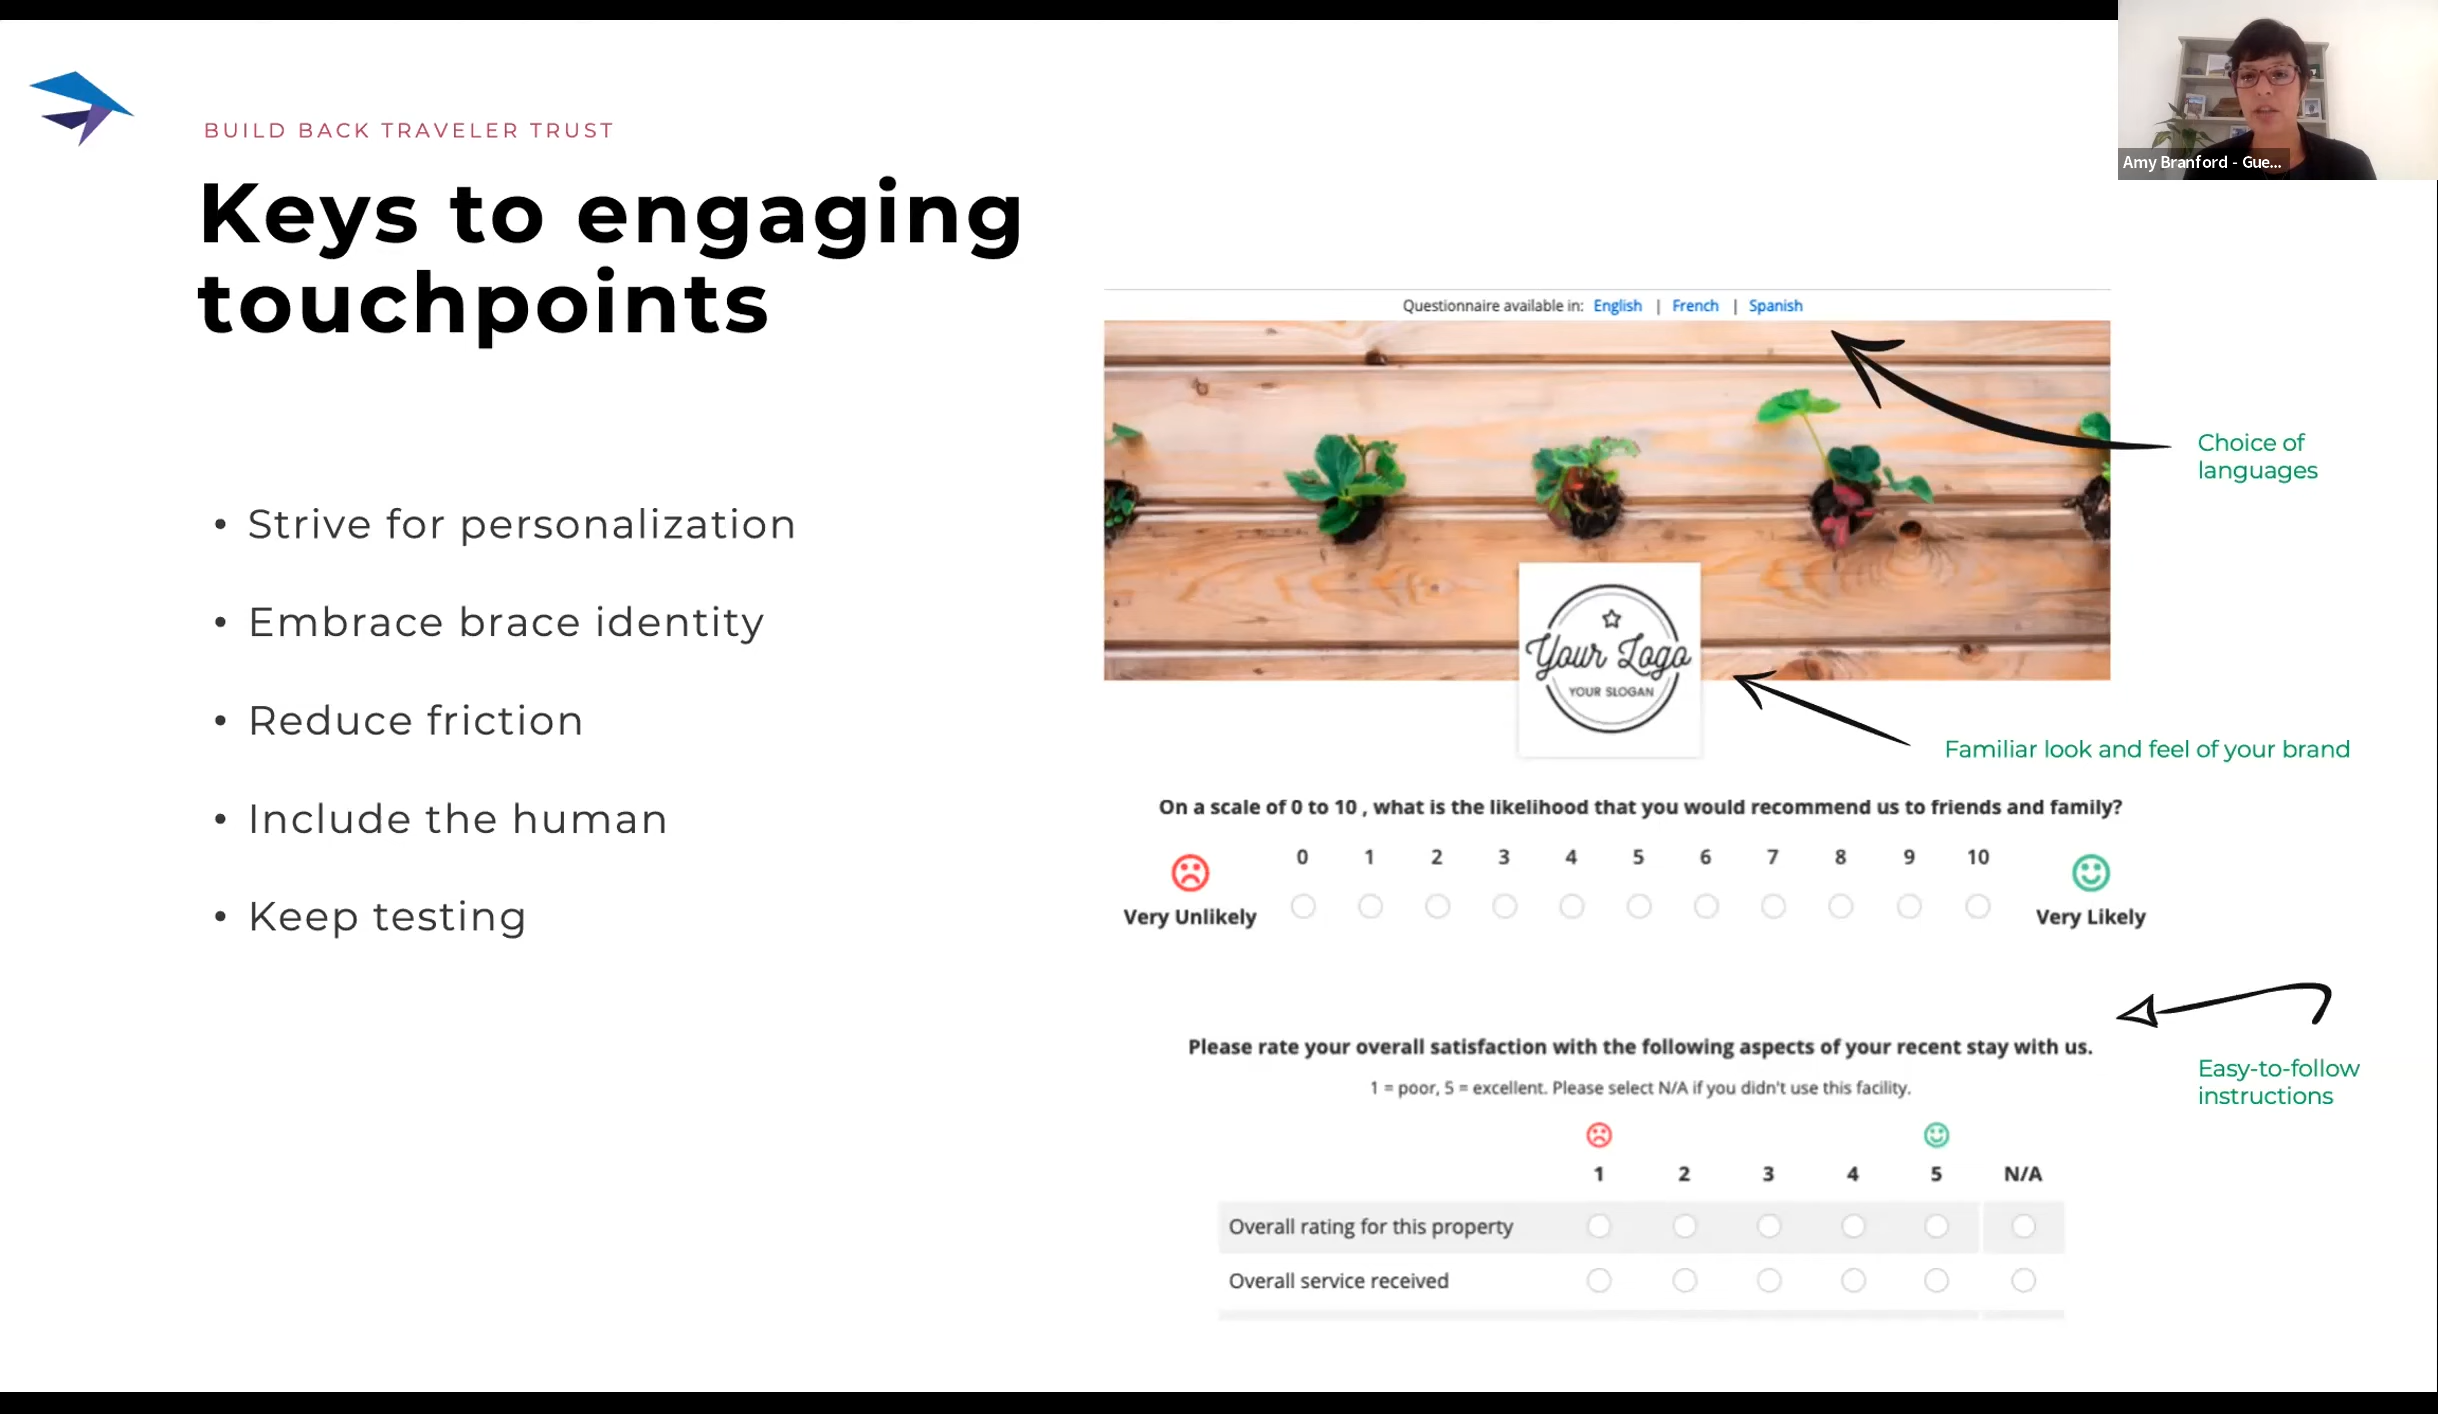 Amy Branford - Gue...
BUILD BACK TRAVELER TRUST
Keys to engaging
touchpoints
• Strive for personalization
• Embrace brace identity
• Reduce friction
• Include the human
• Keep testing
Questionnaire available in: English | French | Spanish
Choice of
languages
Your Logo
YOUR SLOGAN
Familiar look and feel of your brand
On a scale of 0 to 10 , what is the likelihood that you would recommend us to friends and family?
0 1 2 3 4 5 6 7 8 9 10
Very Unlikely
Very Likely
Please rate your overall satisfaction with the following aspects of your recent stay with us.
1 = poor, 5 = excellent. Please select N/A if you didn't use this facility.
Easy-to-follow
instructions
1 2 3 4 5 N/A
Overall rating for this property
Overall service received